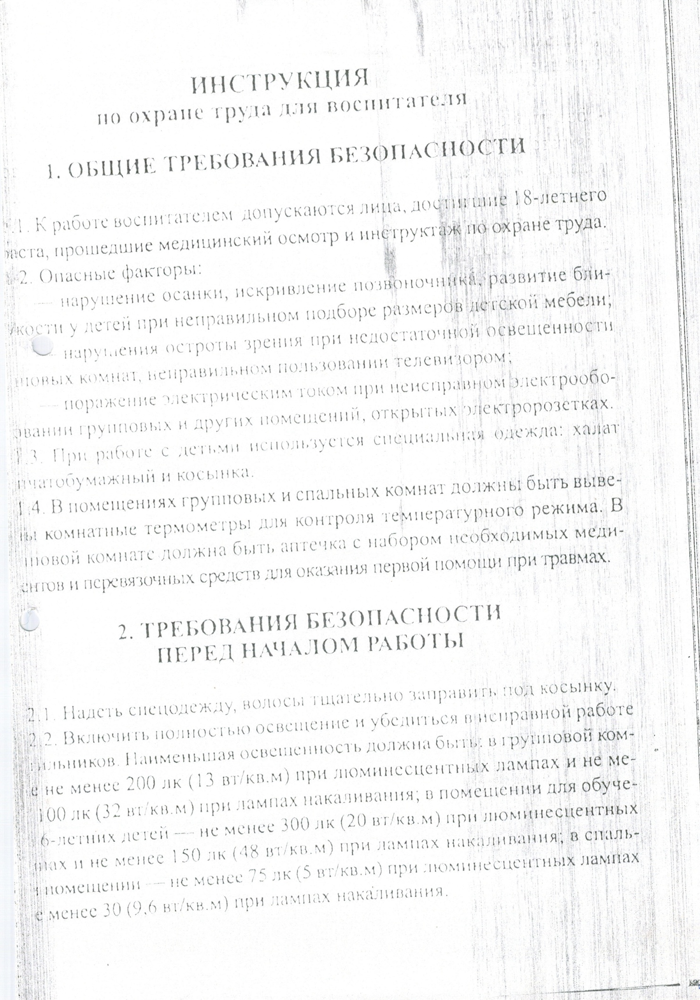 ИНСТРУКЦИЯ
по охране труда для воспитателя
1. ОБЩИЕ ТРЕБОВАНИЯ БЕЗОПАСНОСТИ
1.1. К работе воспитателем допускаются лица, достигшие 18-летнего
раста, прошедшие медицинский осмотр и инструктаж по охране труда.
1.2. Опасные факторы:
— нарушение осанки, искривление позвоночника, развитие бли-
кости у детей при неправильном подборе размеров детской мебели;
— нарушения остроты зрения при недостаточной освещенности
повых комнат, неправильном пользовании телевизором;
— поражение электрическим током при неисправном электрообо-
овании групповых и других помещений, открытых электророзетках.
1.3. При работе с детьми используется специальная одежда: халат
пчатобумажный и косынка.
1.4. В помещениях групповых и спальных комнат должны быть выве-
ны комнатные термометры для контроля температурного режима. В
пповой комнате должна быть аптечка с набором необходимых меди-
ентов и перевязочных средств для оказания первой помощи при травмах.
2. ТРЕБОВАНИЯ БЕЗОПАСНОСТИ
ПЕРЕД НАЧАЛОМ РАБОТЫ
2.1. Надеть спецодежду, волосы тщательно заправить под косынку.
2.2. Включить полностью освещение и убедиться в исправной работе
тильников. Наименьшая освещенность должна быть: в групповой ком-
е не менее 200 лк (13 вт/кв.м) при люминесцентных лампах и не ме-
100 лк (32 вт/кв.м) при лампах накаливания; в помещении для обуче-
6-летних детей — не менее 300 лк (20 вт/кв.м) при люминесцентных
пах и не менее 150 лк (48 вт/кв.м) при лампах накаливания; в спаль-
помещении — не менее 75 лк (5 вт/кв.м) при люминесцентных лампах
е менее 30 (9,6 вт/кв.м) при лампах накаливания.